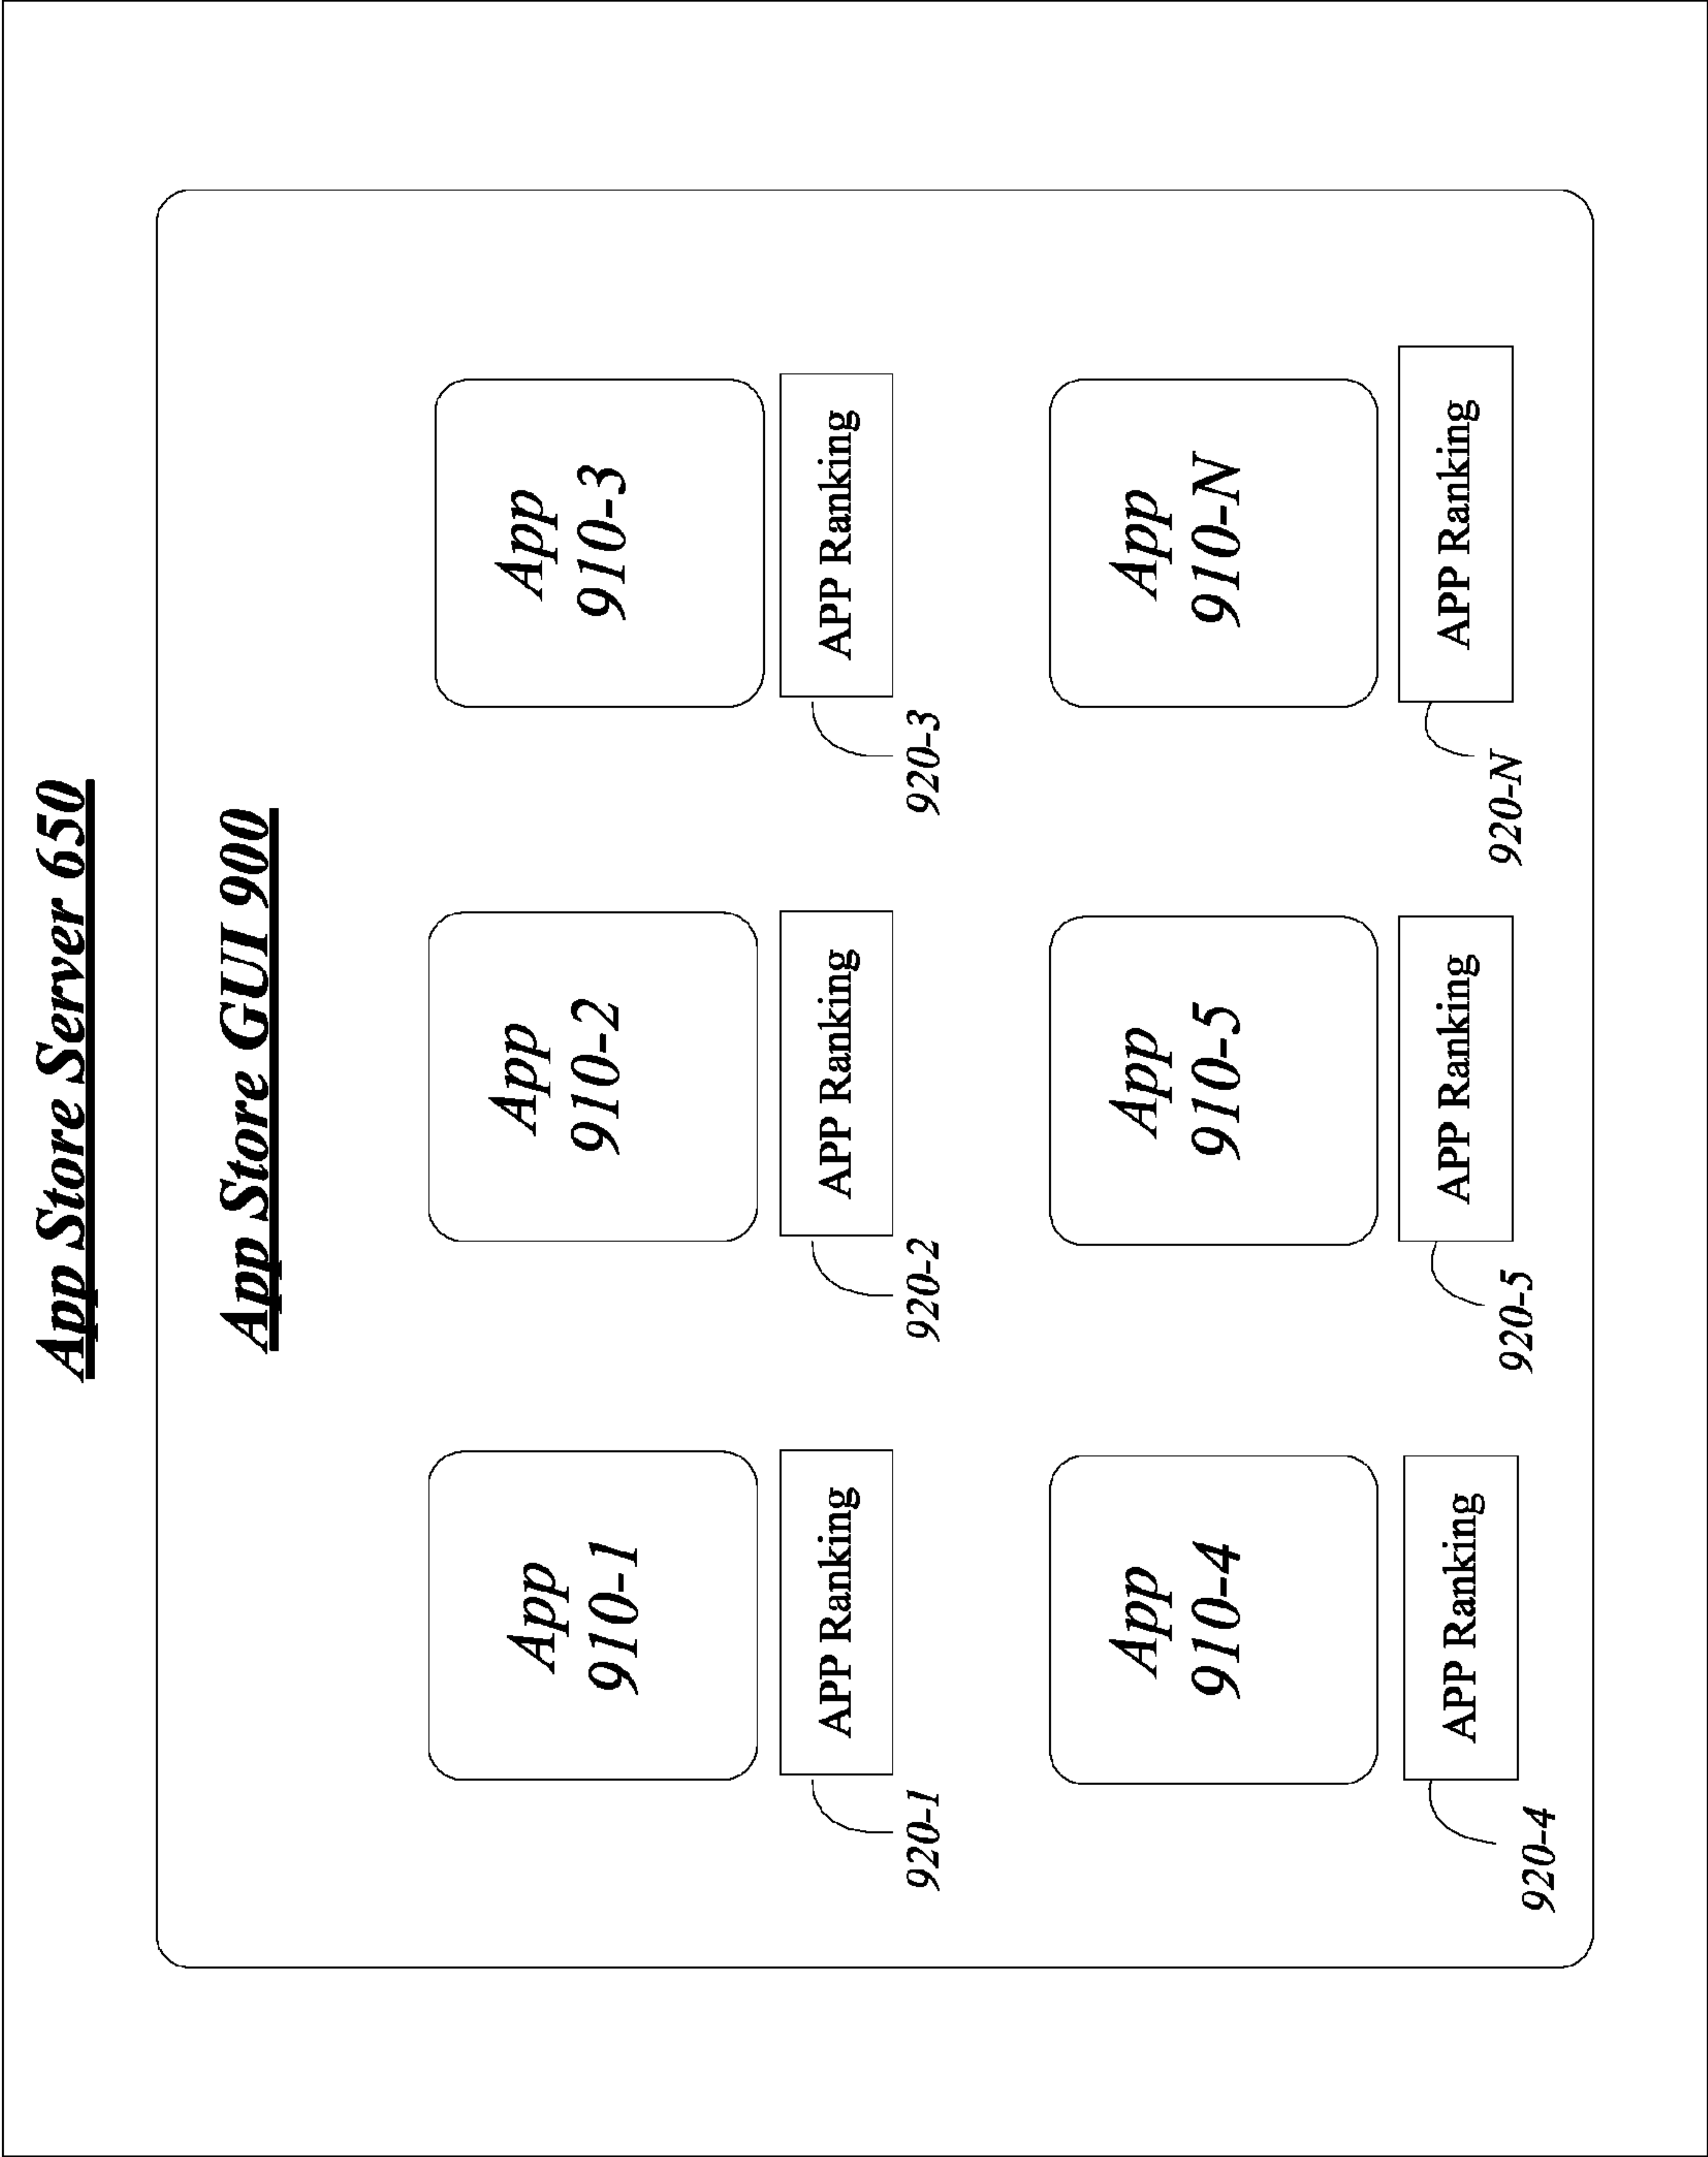 App Store Server 650
App Store GUI 900
App
910-1
App
910-2
App
910-3
APP Ranking
APP Ranking
APP Ranking
920-1
920-2
920-3
App
910-4
App
910-5
App
910-N
APP Ranking
APP Ranking
APP Ranking
920-4
920-5
920-N